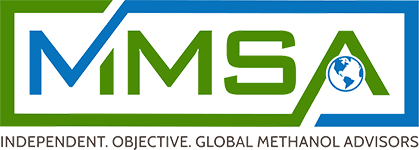 MMSA
INDEPENDENT. OBJECTIVE. GLOBAL METHANOL ADVISORS